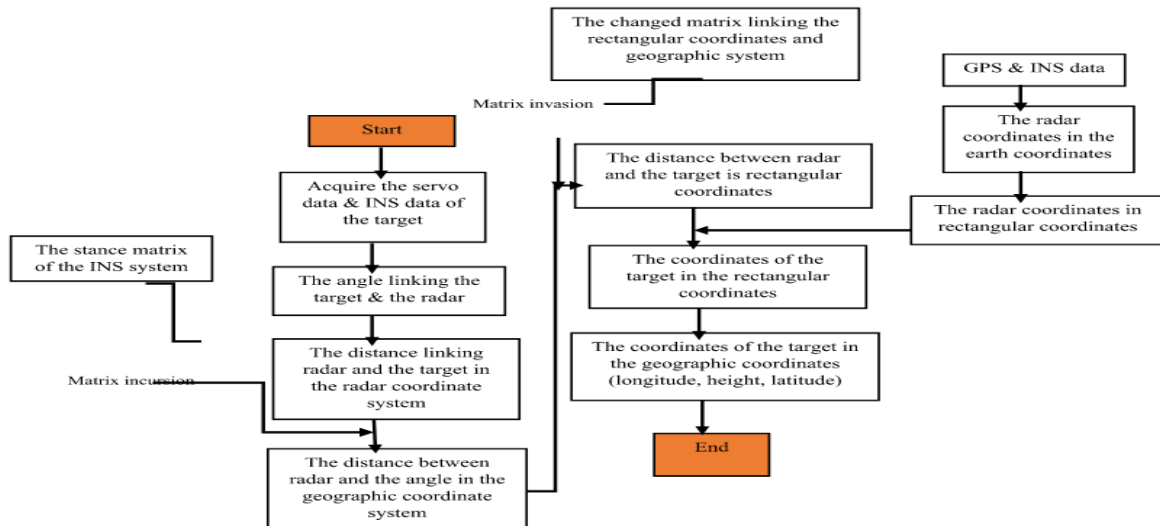 The changed matrix linking the
rectangular coordinates and
geographic system
GPS & INS data
Matrix invasion
Start
The radar
coordinates in the
earth coordinates
The distance between radar
and the target is rectangular
coordinates
Acquire the servo
data & INS data of
the target
The radar coordinates in
rectangular coordinates
The stance matrix
of the INS system
The coordinates of the
target in the rectangular
coordinates
The angle linking the
target & the radar
The distance linking
radar and the target in
the radar coordinate
system
The coordinates of the target in
the geographic coordinates
(longitude, height, latitude)
Matrix incursion
End
The distance between
radar and the angle in the
geographic coordinate
system